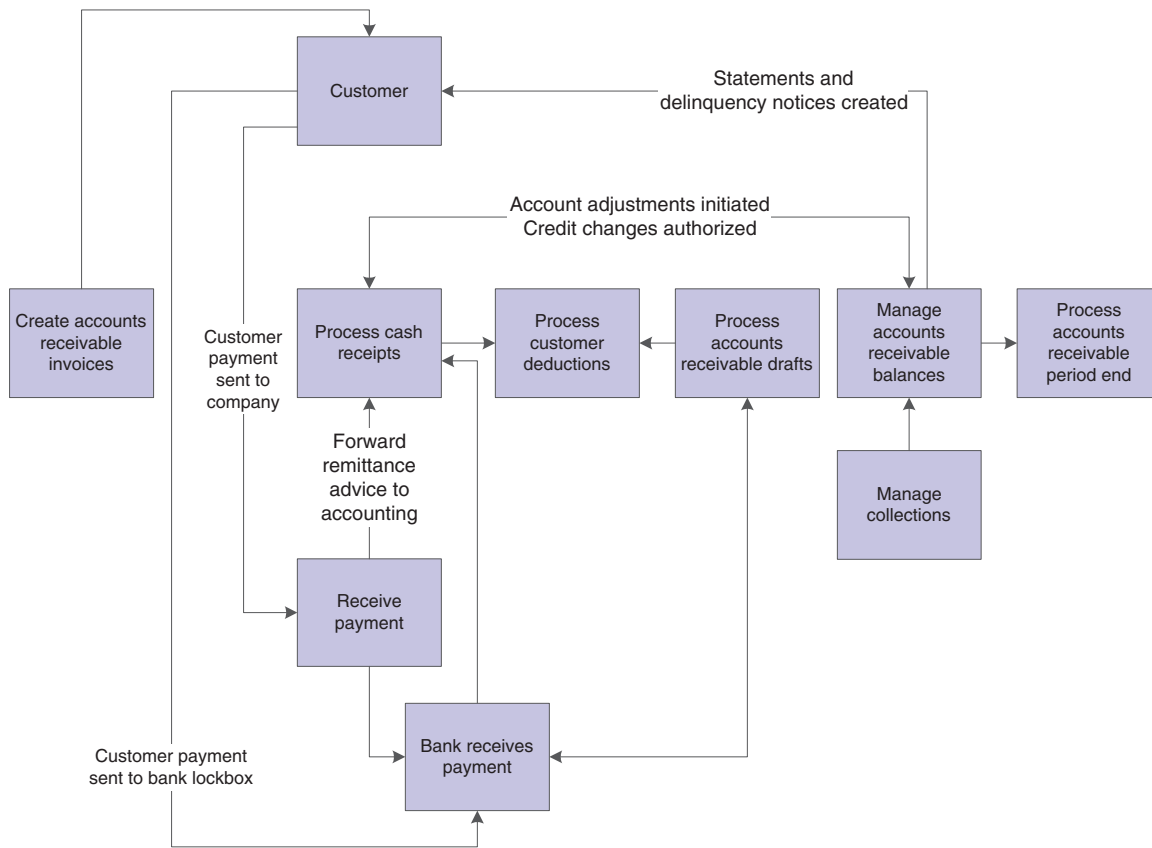 Customer
Statements and
delinquency notices created
Account adjustments initiated
Credit changes authorized
Create accounts
receivable
invoices
Customer
payment
sent to
company
Process cash
receipts
Process
customer
deductions
Process
accounts
receivable drafts
Manage
accounts
receivable
balances
Process
accounts
receivable
period end
Forward
remittance
advice to
accounting
Manage
collections
Receive
payment
Customer payment
sent to bank lockbox
Bank receives
payment